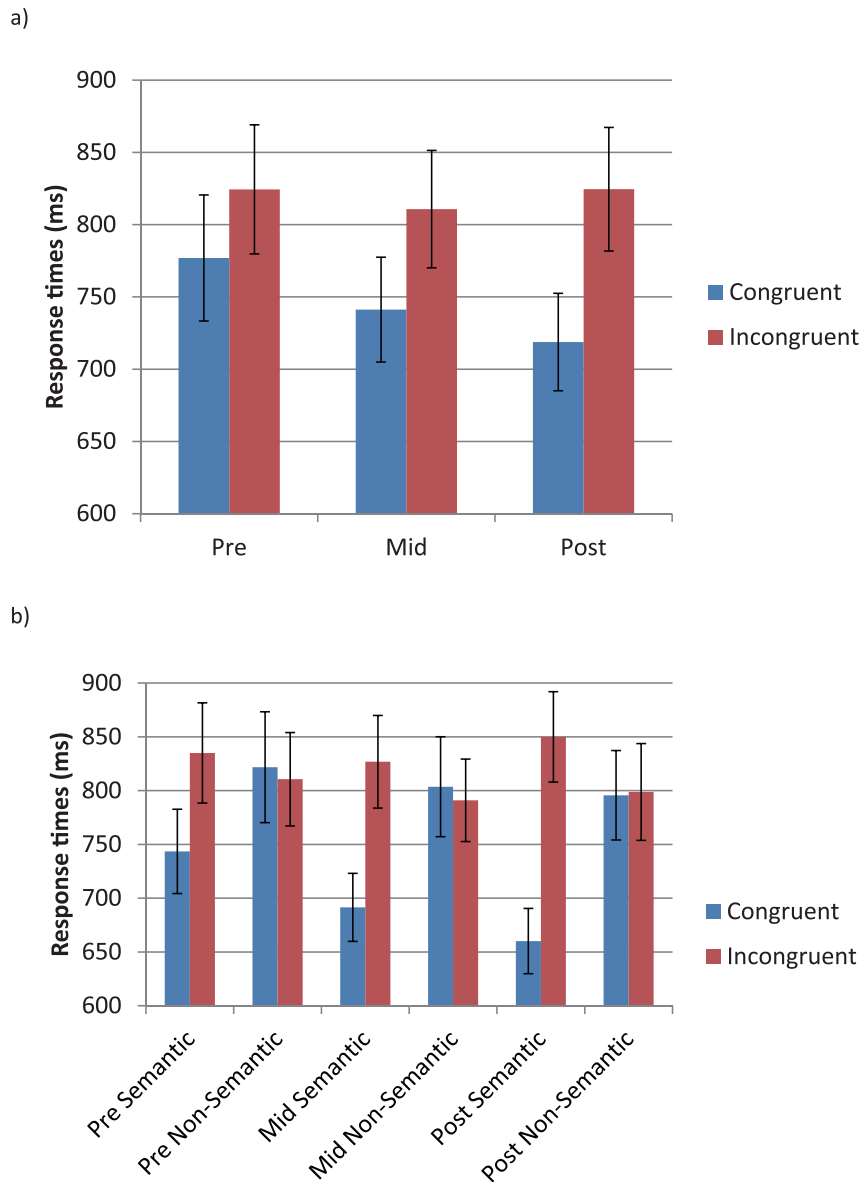 a)
900
850
800
750
700
650
600
Response times (ms)
Pre Mid Post
Congruent
Incongruent
b)
900
850
800
750
700
650
600
Response times (ms)
Pre Semantic
Pre Non-Semantic
Mid Semantic
Mid Non-Semantic
Post Semantic
Post Non-Semantic
Congruent
Incongruent